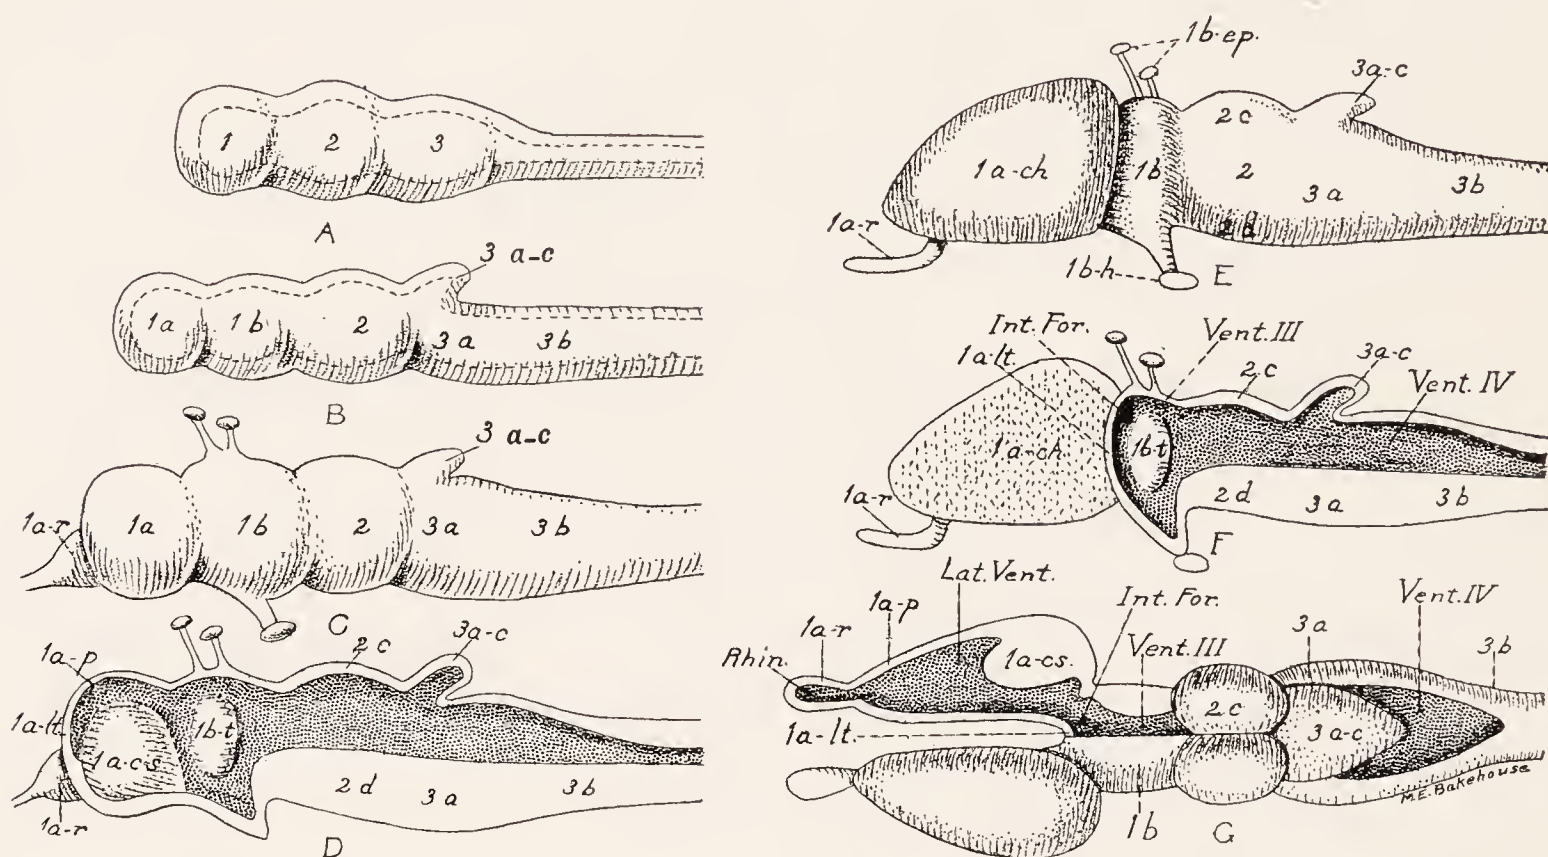 1 2 3
A
3 a-c
1a 1b 2 3a 3b
B
3 a-c
1a-r 1a 1b 2 3a 3b
C
1a-p 2c 3a-c
1a-lt. 1b-t
1a-c-s
1a-r 2d 3a 3b
D
1b-ep.
3a-c
2c
1a-ch 1b 2 3a 3b
1a-r 2d
1b-h E
Int. For. Vent. III
1a-lt. 2c 3a-c Vent. IV
1a-ch. 1b-t
1a-r 2d 3a 3b
F
Lat. Vent.
1a-p Int. For. Vent. IV
1a-r Vent. III 3a 3b
Rhin. 1a-cs. 2c
1a-lt. 3a-c
M.E. Bakehouse
1b G